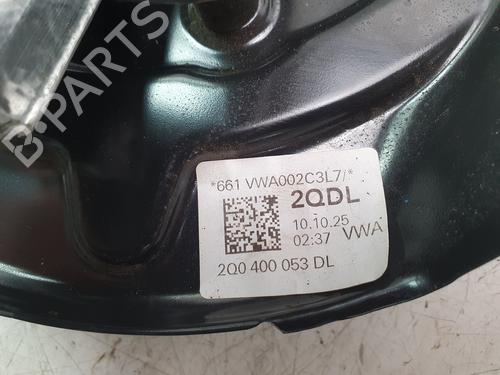 *661 VWA002C3L7/*
2QDL
10.10.25
02:37 VWA
2Q0 400 053 DL
B-PARTS